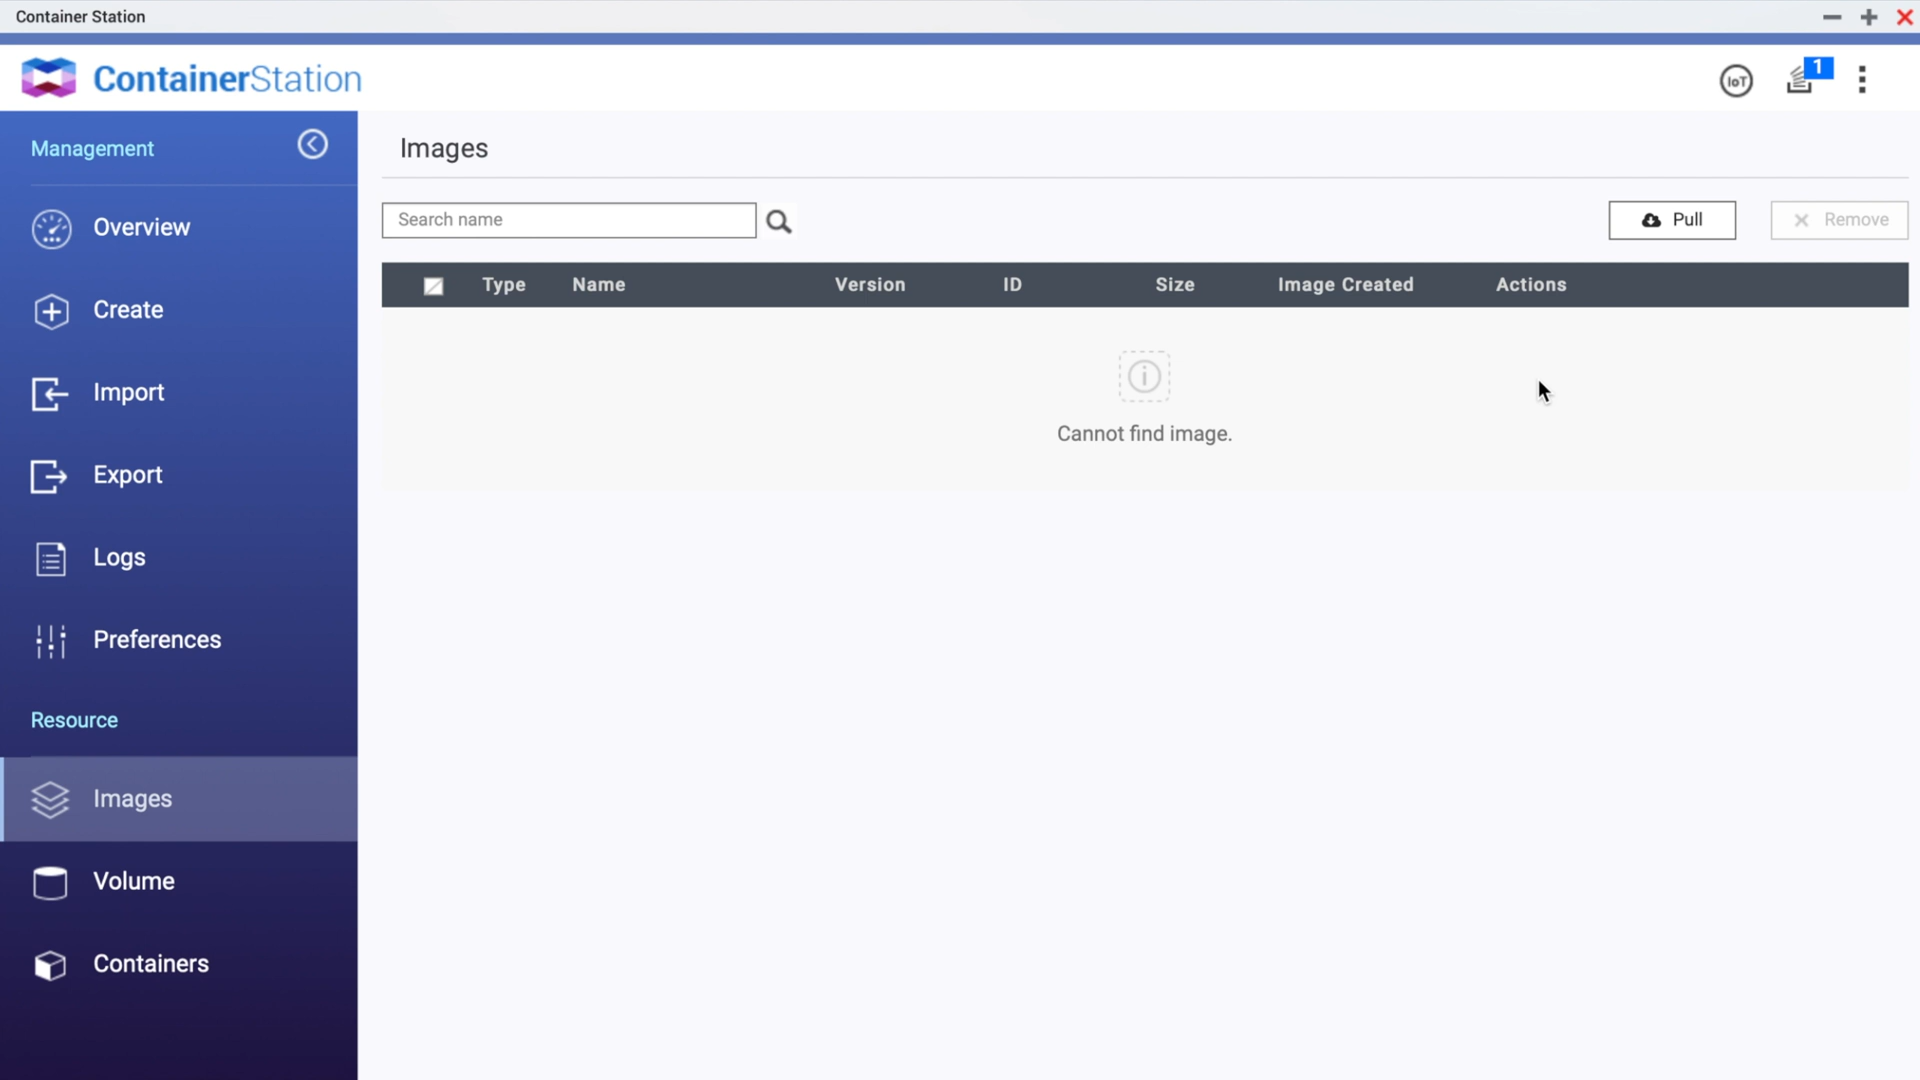 Container Station
ContainerStation
IoT
1
Management
Overview
Create
Import
Export
Logs
Preferences
Resource
Images
Volume
Containers
Images
Search name
Pull
Remove
Type Name Version ID Size Image Created Actions
Cannot find image.